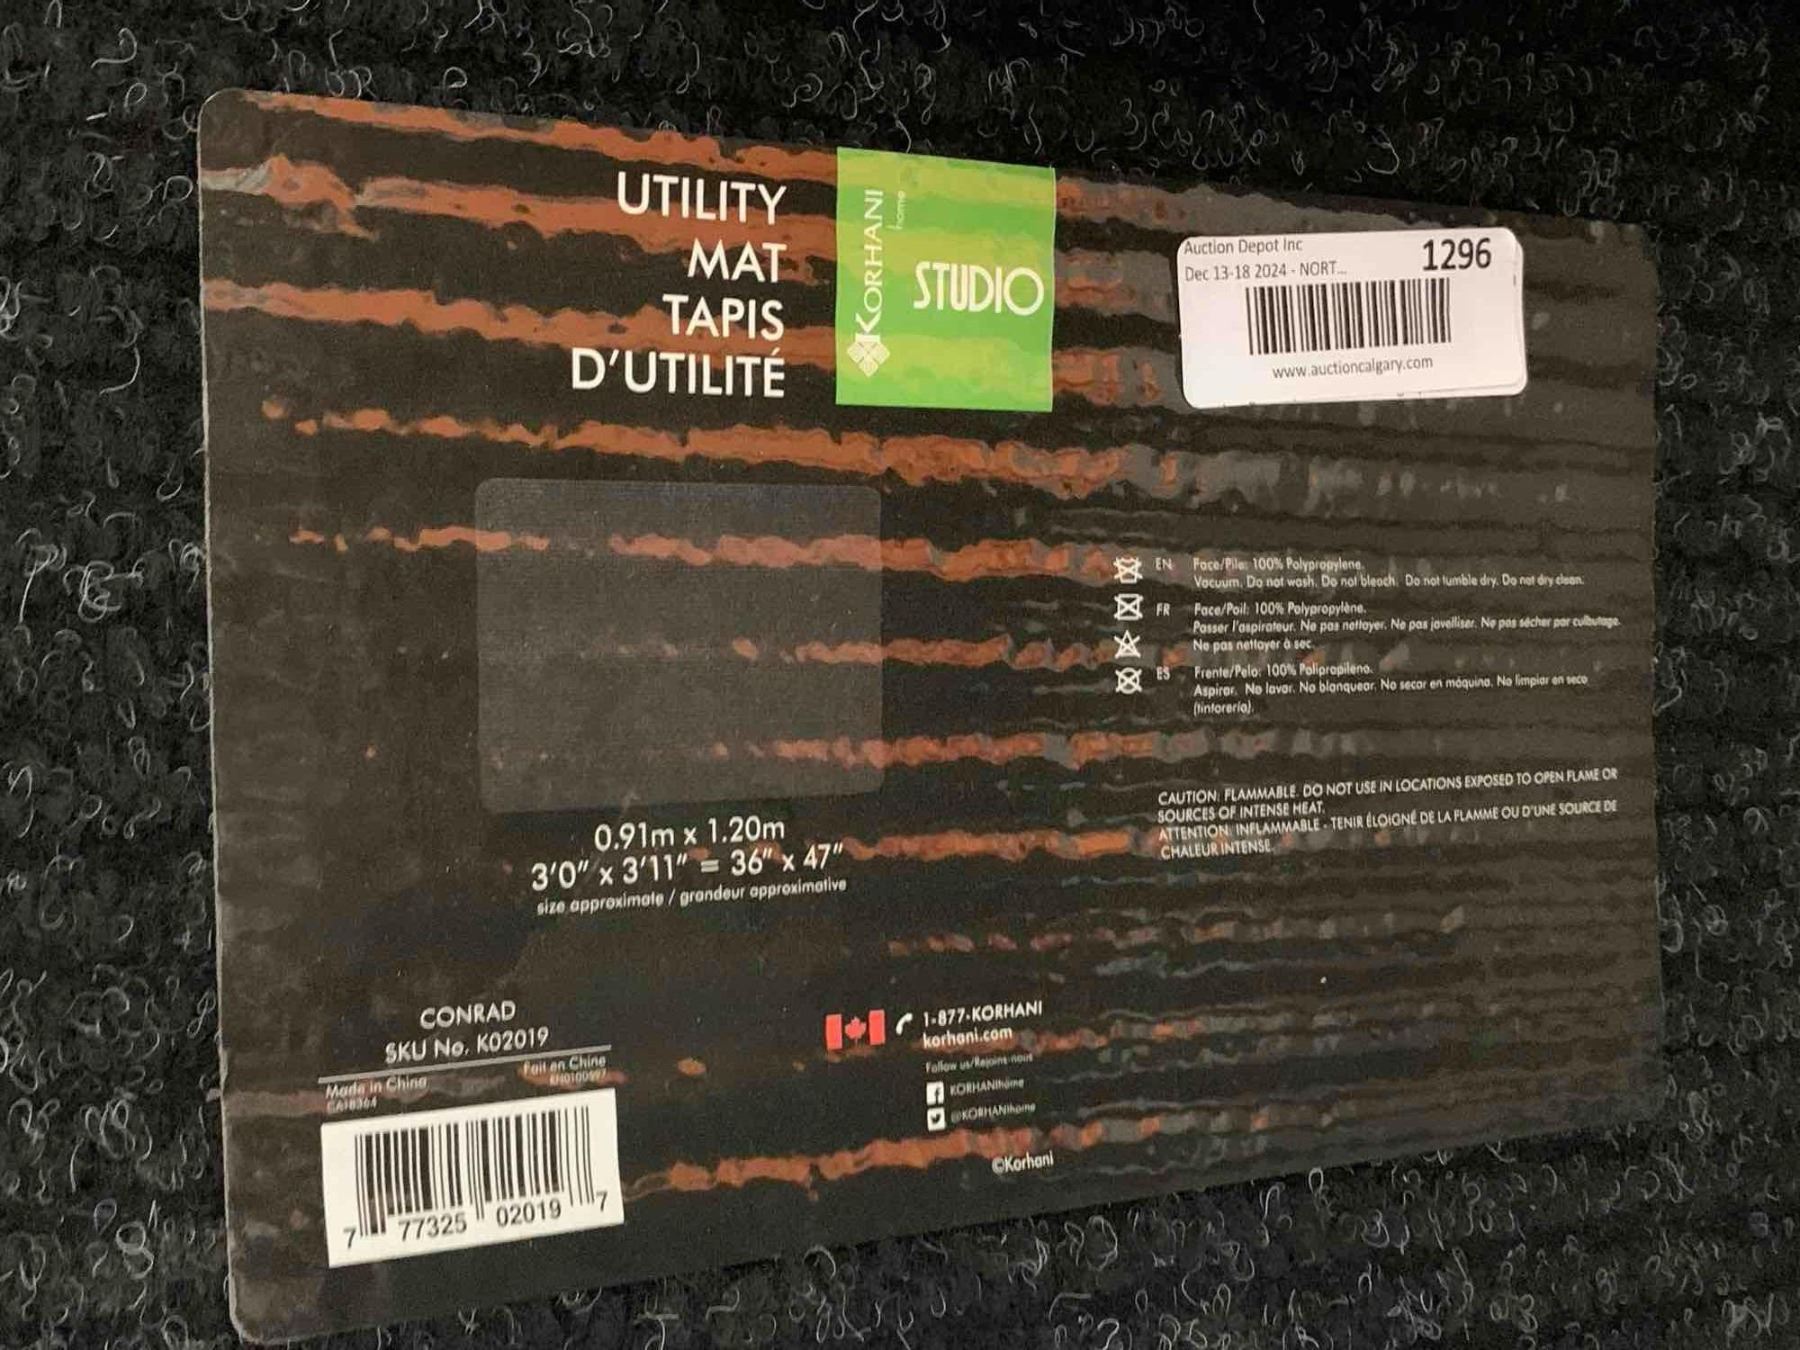 UTILITY
MAT
TAPIS
D'UTILITÉ
KORHANI
home
STUDIO
Auction Depot Inc
1296
Dec 13-18 2024 - NORT...
www.auctioncalgary.com
EN Face/Pile: 100% Polypropylene.
Vacuum. Do not wash. Do not bleach. Do not tumble dry. Do not dry clean.
FR Face/Poil: 100% Polypropylène.
Passer l'aspirateur. Ne pas nettoyer. Ne pas javelliser. Ne pas sécher par culbutage.
Ne pas nettoyer à sec.
ES Frente/Pelo: 100% Polipropileno.
Aspirar. No lavar. No blanquear. No secar en máquina. No limpiar en seco
(tintorería).
CAUTION: FLAMMABLE. DO NOT USE IN LOCATIONS EXPOSED TO OPEN FLAME OR
SOURCES OF INTENSE HEAT.
ATTENTION: INFLAMMABLE - TENIR ÉLOIGNÉ DE LA FLAMME OU D'UNE SOURCE DE
CHALEUR INTENSE.
0.91m x 1.20m
3'0" x 3'11" = 36" x 47"
size approximate / grandeur approximative
CONRAD
SKU No. K02019
Made in China
Fait en Chine
CA18364
7 77325 02019 7
1-877-KORHANI
korhani.com
Follow us/Rejoins-nous
KORHANIhome
@KORHANIhome
©Korhani